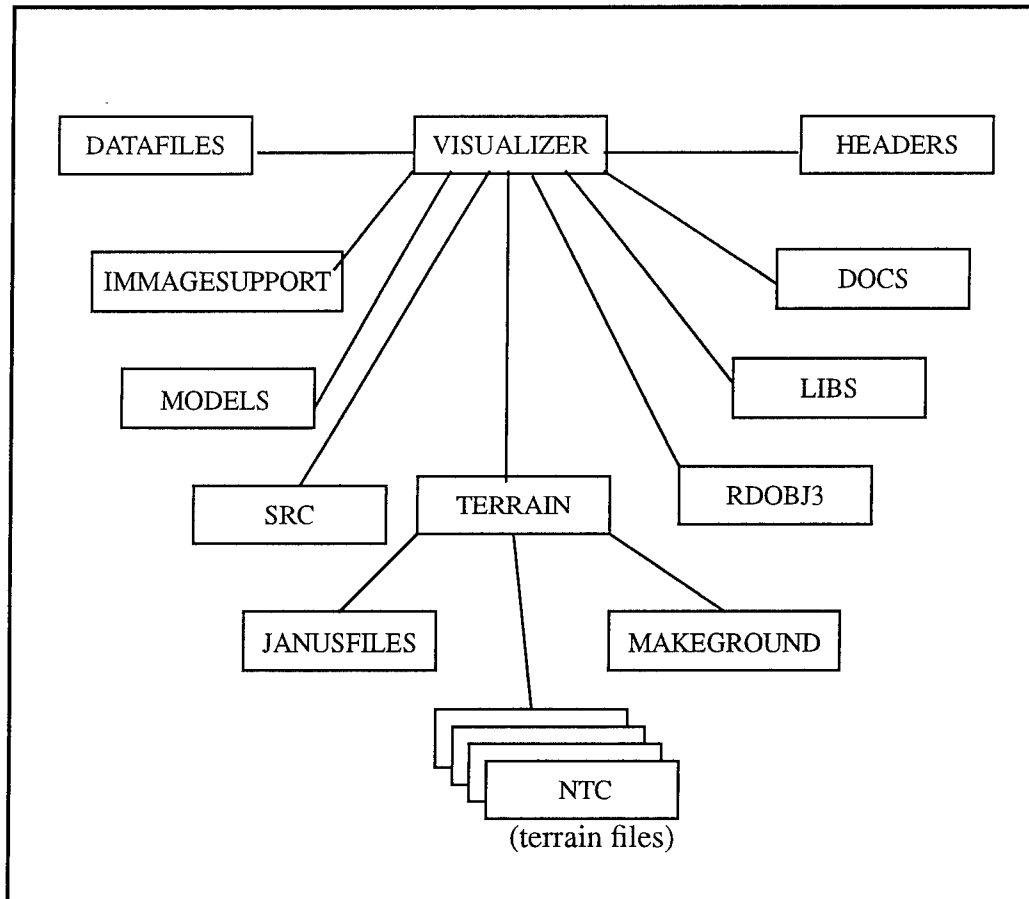 DATAFILES
VISUALIZER
HEADERS
IMMAGESUPPORT
DOCS
MODELS
LIBS
SRC
TERRAIN
RDOBJ3
JANUSFILES
MAKEGROUND
NTC
(terrain files)